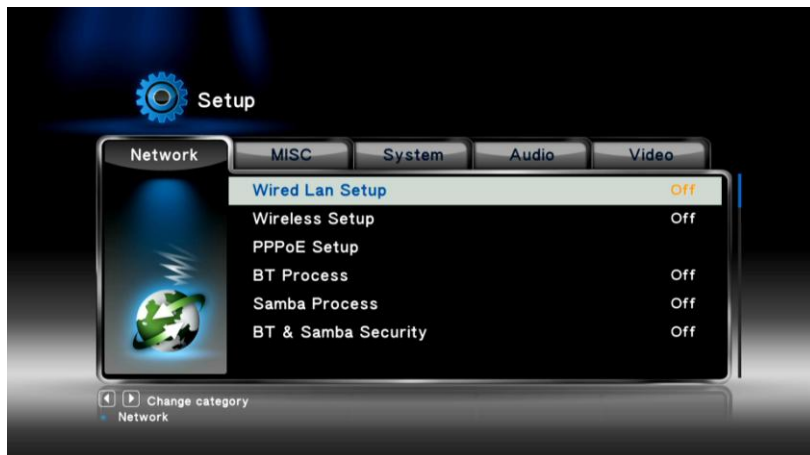 Setup
Network MISC System Audio Video
Wired Lan Setup Off
Wireless Setup Off
PPPoE Setup
BT Process Off
Samba Process Off
BT & Samba Security Off
Change category
Network